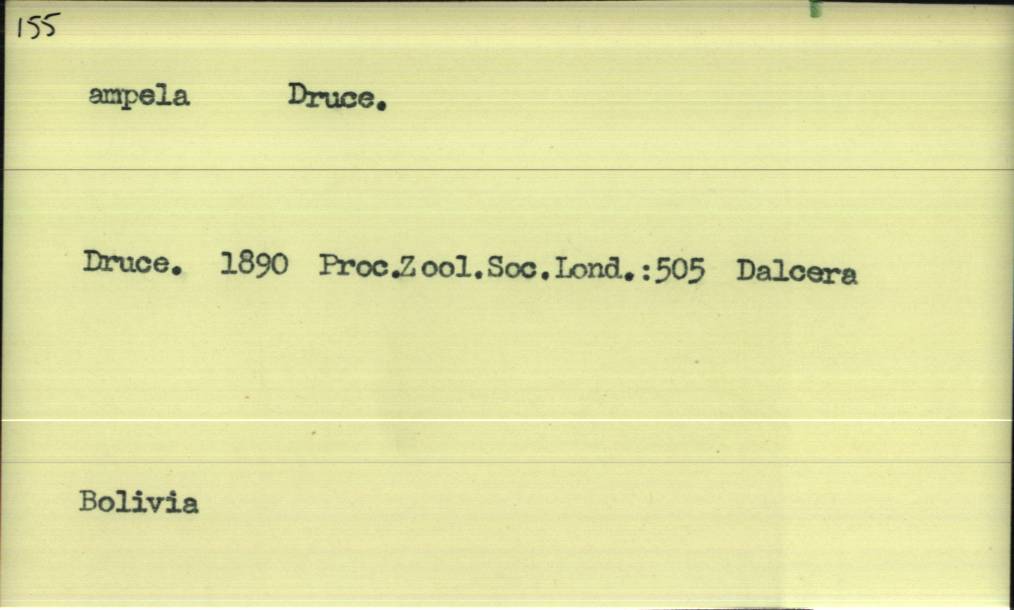 155
ampela Druce.
Druce. 1890 Proc.Zool.Soc.Lond.:505 Dalcera
Bolivia